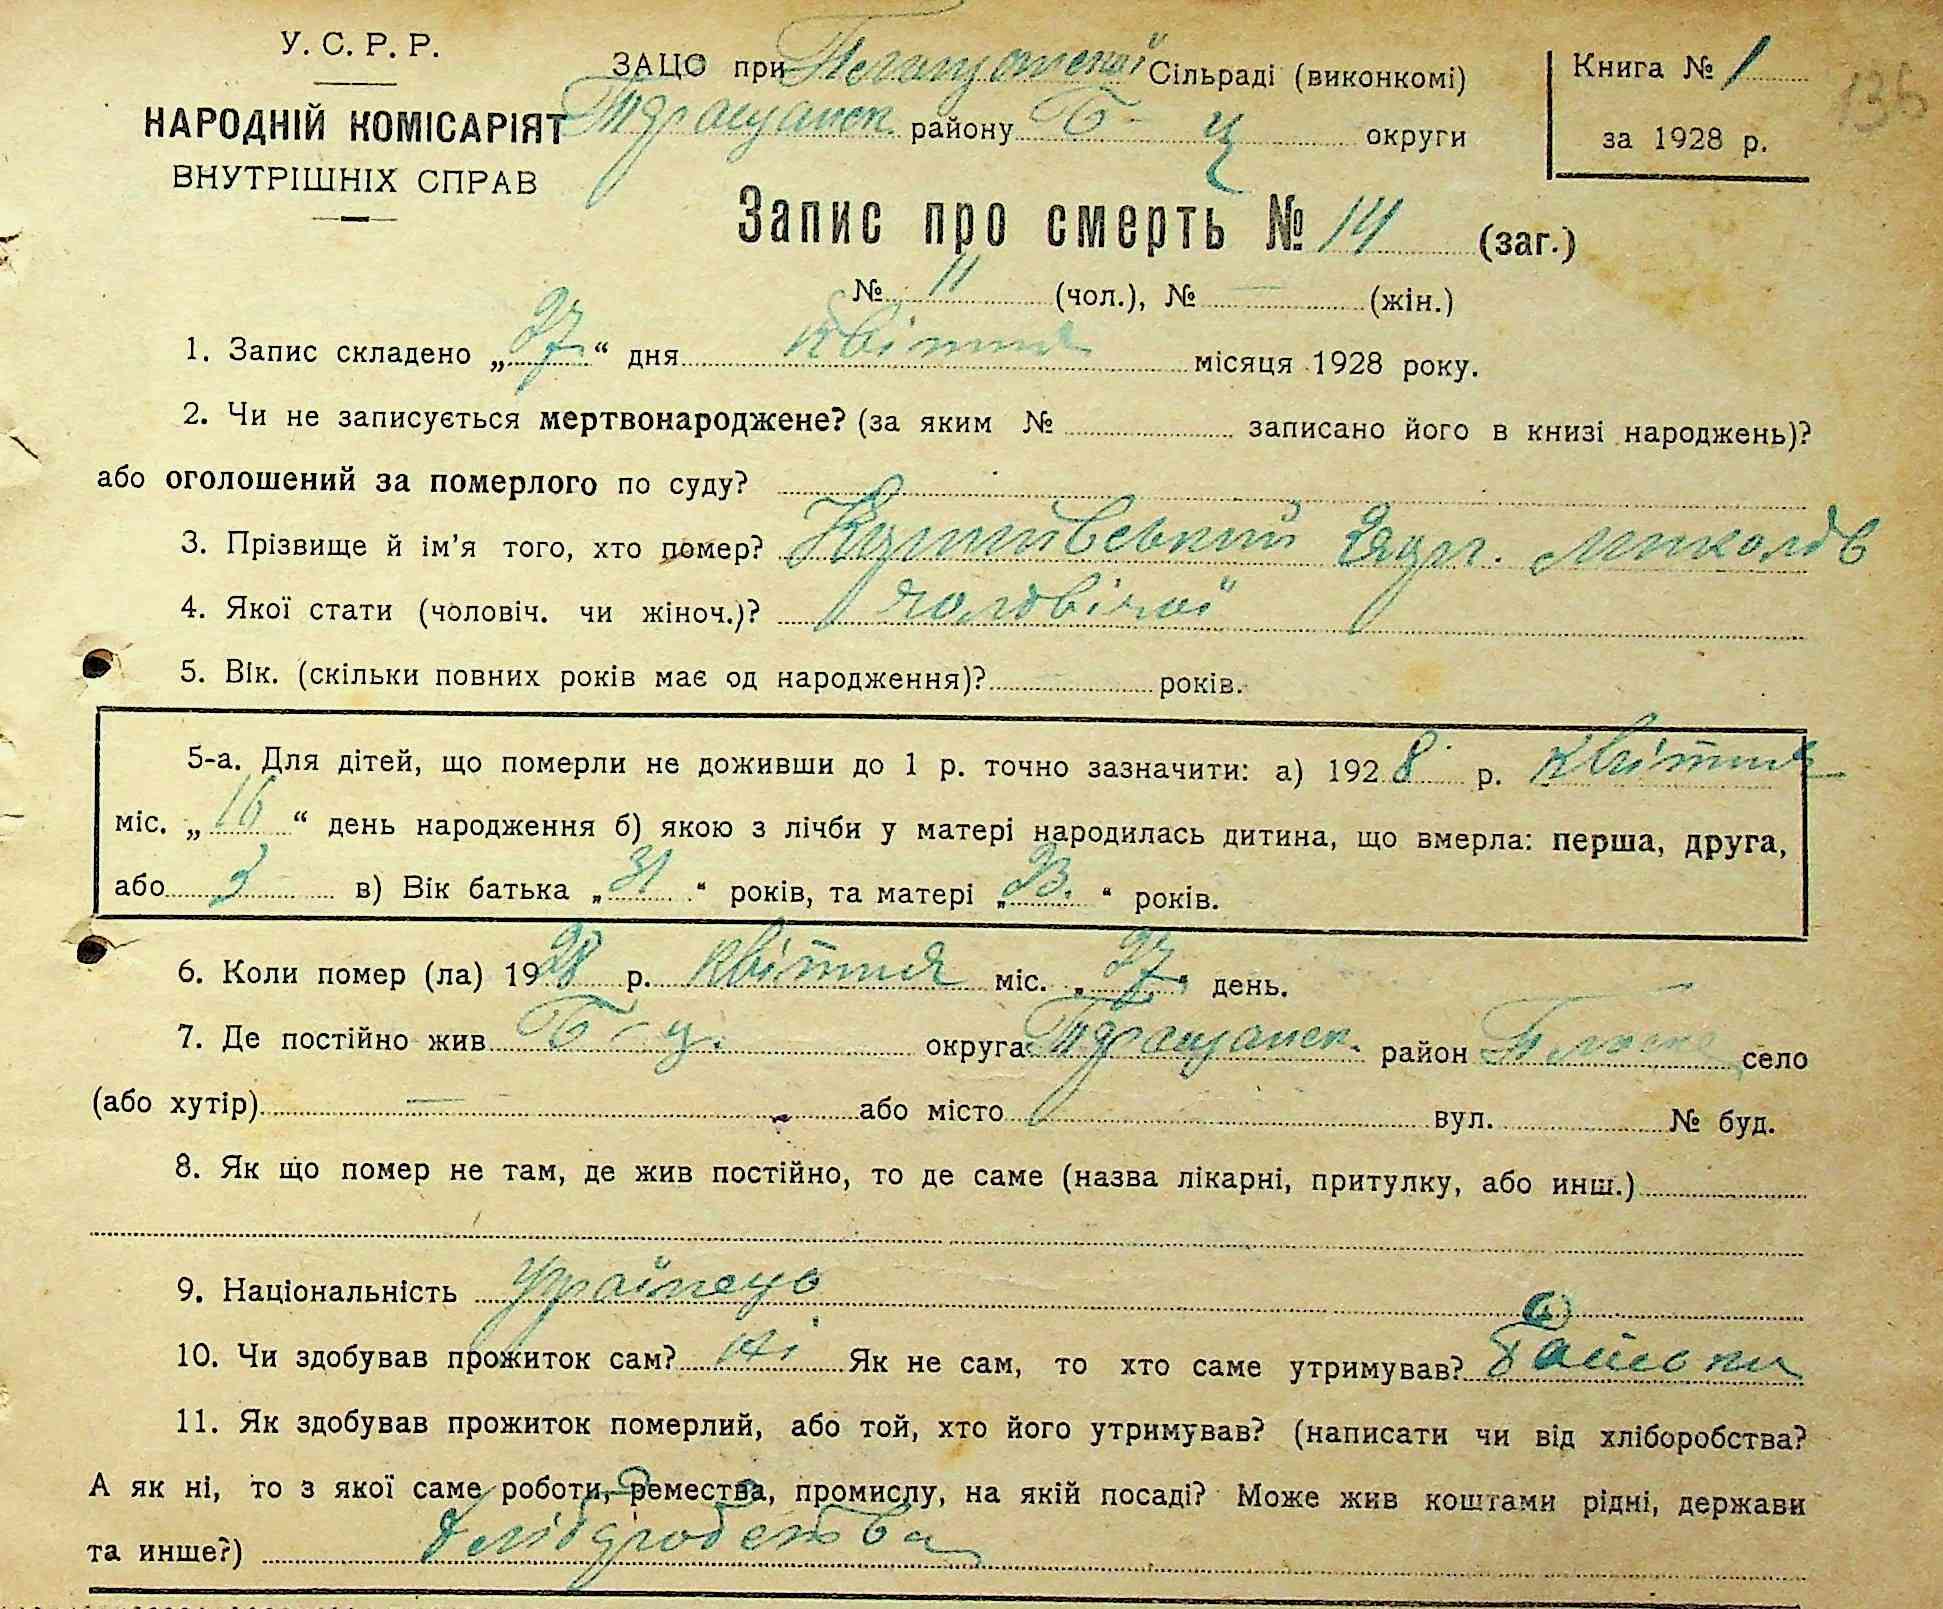 У. С. Р. Р.
НАРОДНІЙ КОМІСАРІЯТ
ВНУТРІШНІХ СПРАВ
ЗАЦО при Сільраді (виконкомі)
району Б-ц округи
Книга № 1
за 1928 р.
135
Запис про смерть № 14 (заг.)
№ 11 (чол.), № — (жін.)
1. Запис складено „27“ дня квітня місяця 1928 року.
2. Чи не записується мертвонароджене? (за яким № записано його в книзі народжень)?
або оголошений за померлого по суду?
3. Прізвище й ім’я того, хто помер? Миколов
4. Якої стати (чоловіч. чи жіноч.)? чоловічої
5. Вік. (скільки повних років має од народження)? років.
5-а. Для дітей, що померли не доживши до 1 р. точно зазначити: а) 1928 р. квітня
міс. „16“ день народження б) якою з лічби у матері народилась дитина, що вмерла: перша, друга,
або 3 в) Вік батька „31“ років, та матері „23.“ років.
6. Коли помер (ла) 1928 р. квітня міс. „27“ день.
7. Де постійно жив Б-ц. округа район село
(або хутір) — або місто вул. № буд.
8. Як що помер не там, де жив постійно, то де саме (назва лікарні, притулку, або инш.)
9. Національність Українець
10. Чи здобував прожиток сам? Ні Як не сам, то хто саме утримував? Батьки
11. Як здобував прожиток померлий, або той, хто його утримував? (написати чи від хліборобства?
А як ні, то з якої саме роботи, ремества, промислу, на якій посаді? Може жив коштами рідні, держави
та инше?) хліборобства